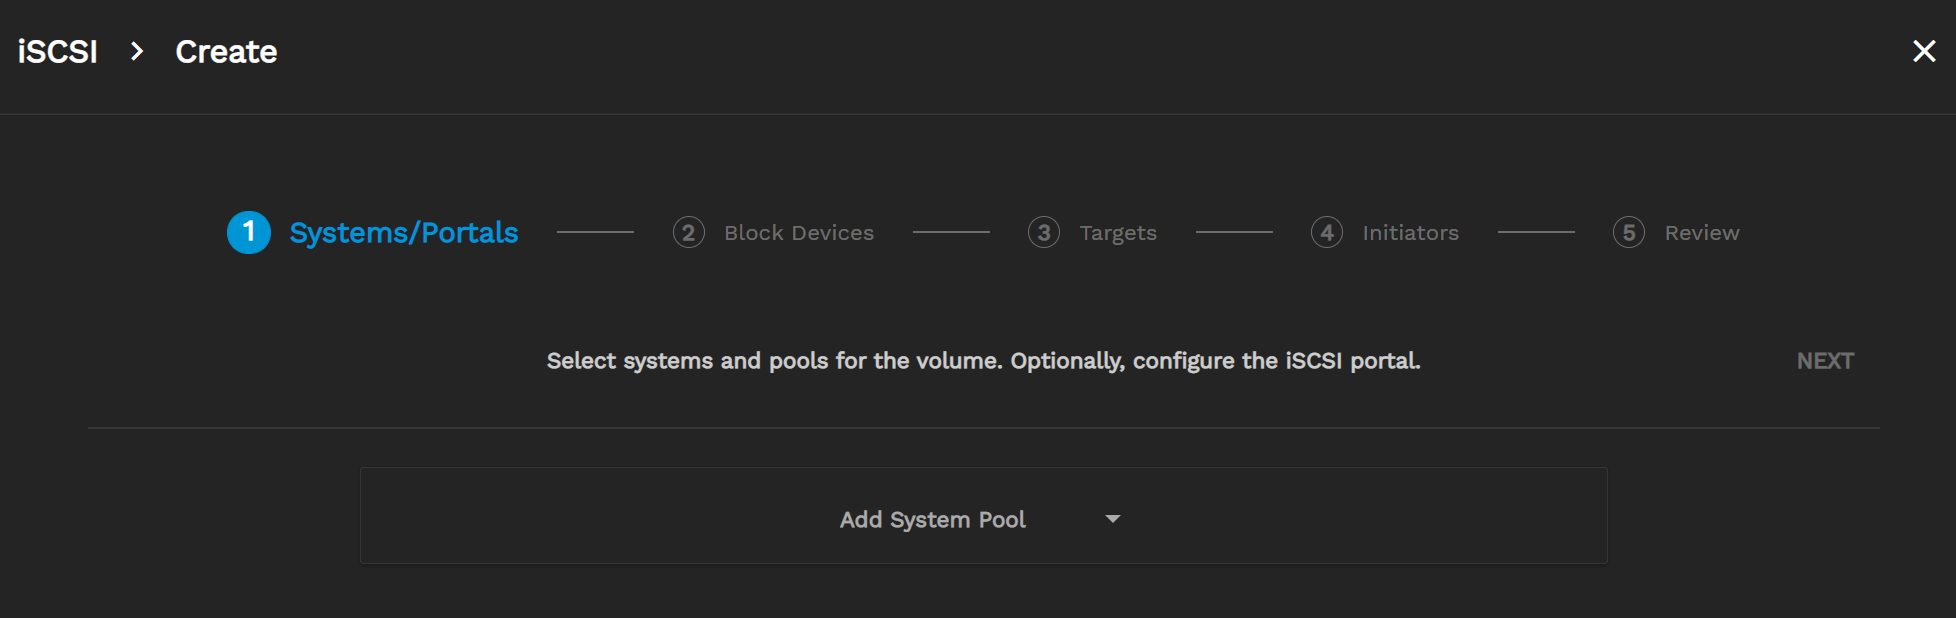 iSCSI > Create
1 Systems/Portals 2 Block Devices 3 Targets 4 Initiators 5 Review
Select systems and pools for the volume. Optionally, configure the iSCSI portal. NEXT
Add System Pool